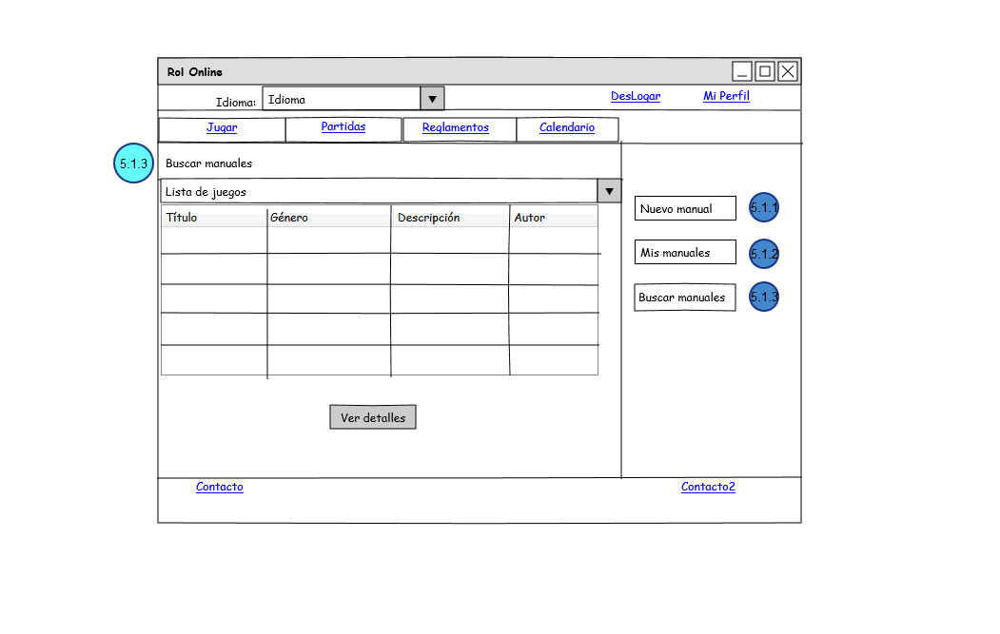 Rol Online
Idioma: Idioma DesLogar Mi Perfil
Jugar Partidas Reglamentos Calendario
5.1.3 Buscar manuales
Lista de juegos
Título Género Descripción Autor
Nuevo manual 5.1.1
Mis manuales 5.1.2
Buscar manuales 5.1.3
Ver detalles
Contacto Contacto2